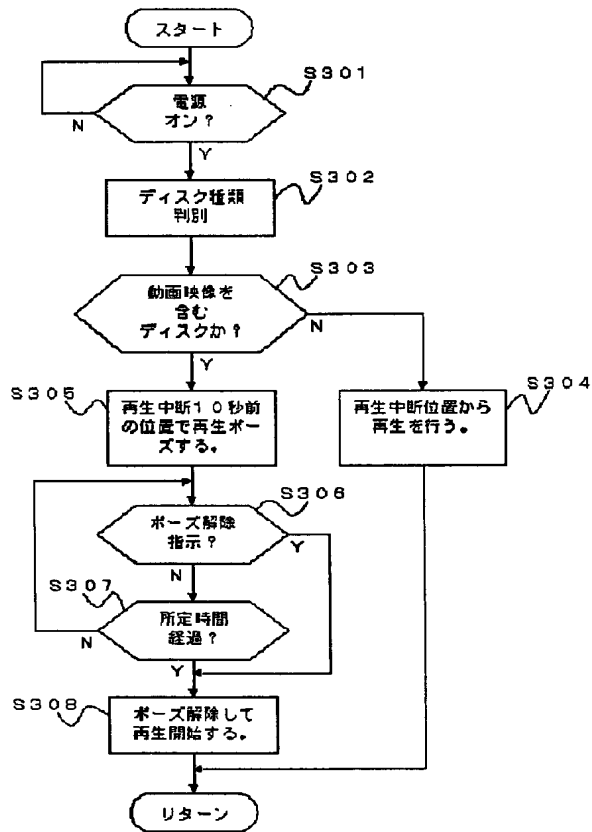 スタート
S301
電源
オン？
N
Y
S302
ディスク種類
判別
S303
動画映像を
含む
ディスクか？
N
Y
S305
再生中断１０秒前
の位置で再生ポー
ズする。
S304
再生中断位置から
再生を行う。
S306
ポーズ解除
指示？
Y
N
S307
所定時間
経過？
N
Y
S308
ポーズ解除して
再生開始する。
リターン